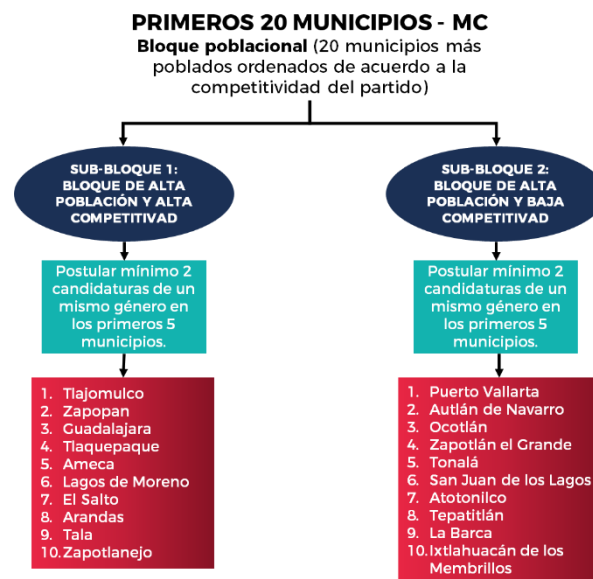 PRIMEROS 20 MUNICIPIOS - MC
Bloque poblacional (20 municipios más
poblados ordenados de acuerdo a la
competitividad del partido)
SUB-BLOQUE 1:
BLOQUE DE ALTA
POBLACIÓN Y ALTA
COMPETITIVAD
Postular mínimo 2
candidaturas de un
mismo género en
los primeros 5
municipios.
1. Tlajomulco
2. Zapopan
3. Guadalajara
4. Tlaquepaque
5. Ameca
6. Lagos de Moreno
7. El Salto
8. Arandas
9. Tala
10. Zapotlanejo
SUB-BLOQUE 2:
BLOQUE DE ALTA
POBLACIÓN Y BAJA
COMPETITIVAD
Postular mínimo 2
candidaturas de un
mismo género en
los primeros 5
municipios.
1. Puerto Vallarta
2. Autlán de Navarro
3. Ocotlán
4. Zapotlán el Grande
5. Tonalá
6. San Juan de los Lagos
7. Atotonilco
8. Tepatitlán
9. La Barca
10. Ixtlahuacán de los
Membrillos